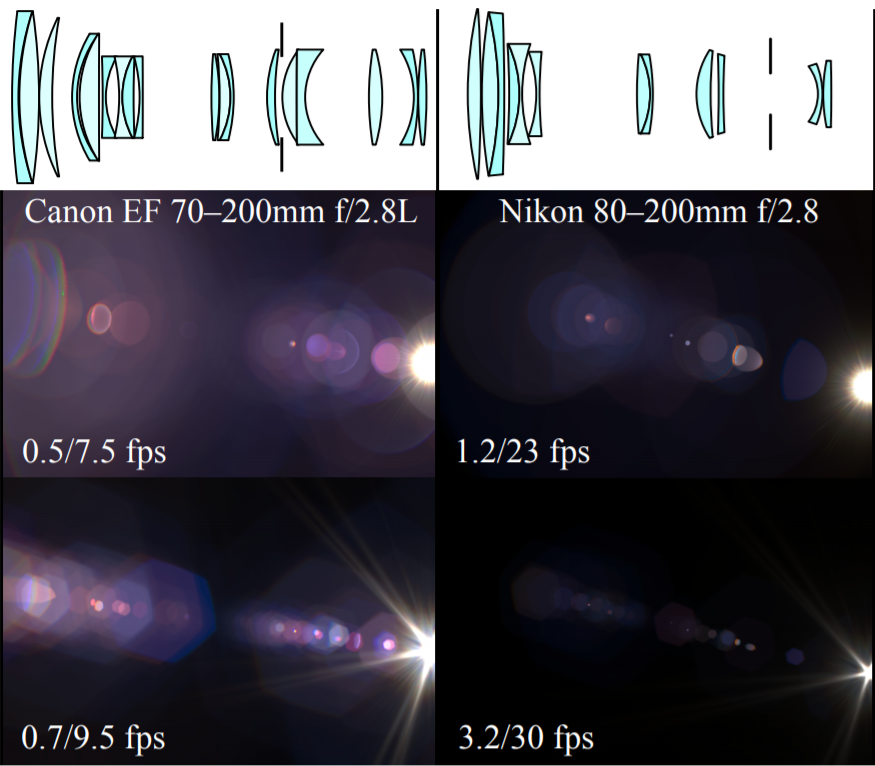 Canon EF 70–200mm f/2.8L
Nikon 80–200mm f/2.8
0.5/7.5 fps
1.2/23 fps
0.7/9.5 fps
3.2/30 fps